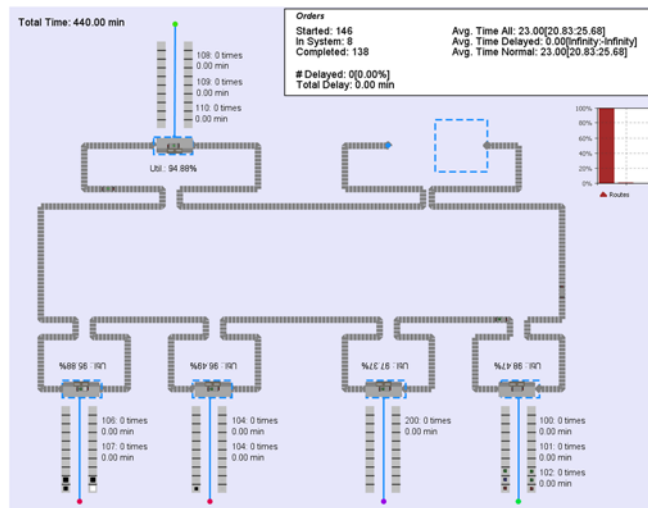 Total Time: 440.00 min
Orders
Started: 146
In System: 8
Completed: 138
Avg. Time All: 23.00[20.83:25.68]
Avg. Time Delayed: 0.00[Infinity:-Infinity]
Avg. Time Normal: 23.00[20.83:25.68]
# Delayed: 0[0.00%]
Total Delay: 0.00 min
108: 0 times
0.00 min
109: 0 times
0.00 min
110: 0 times
0.00 min
Util.: 94.88%
100%
80%
60%
40%
20%
0%
Routes
Util.: 95.88%
Util.: 96.49%
Util.: 97.37%
Util.: 98.47%
106: 0 times
0.00 min
107: 0 times
0.00 min
104: 0 times
0.00 min
104: 0 times
0.00 min
200: 0 times
0.00 min
100: 0 times
0.00 min
101: 0 times
0.00 min
102: 0 times
0.00 min